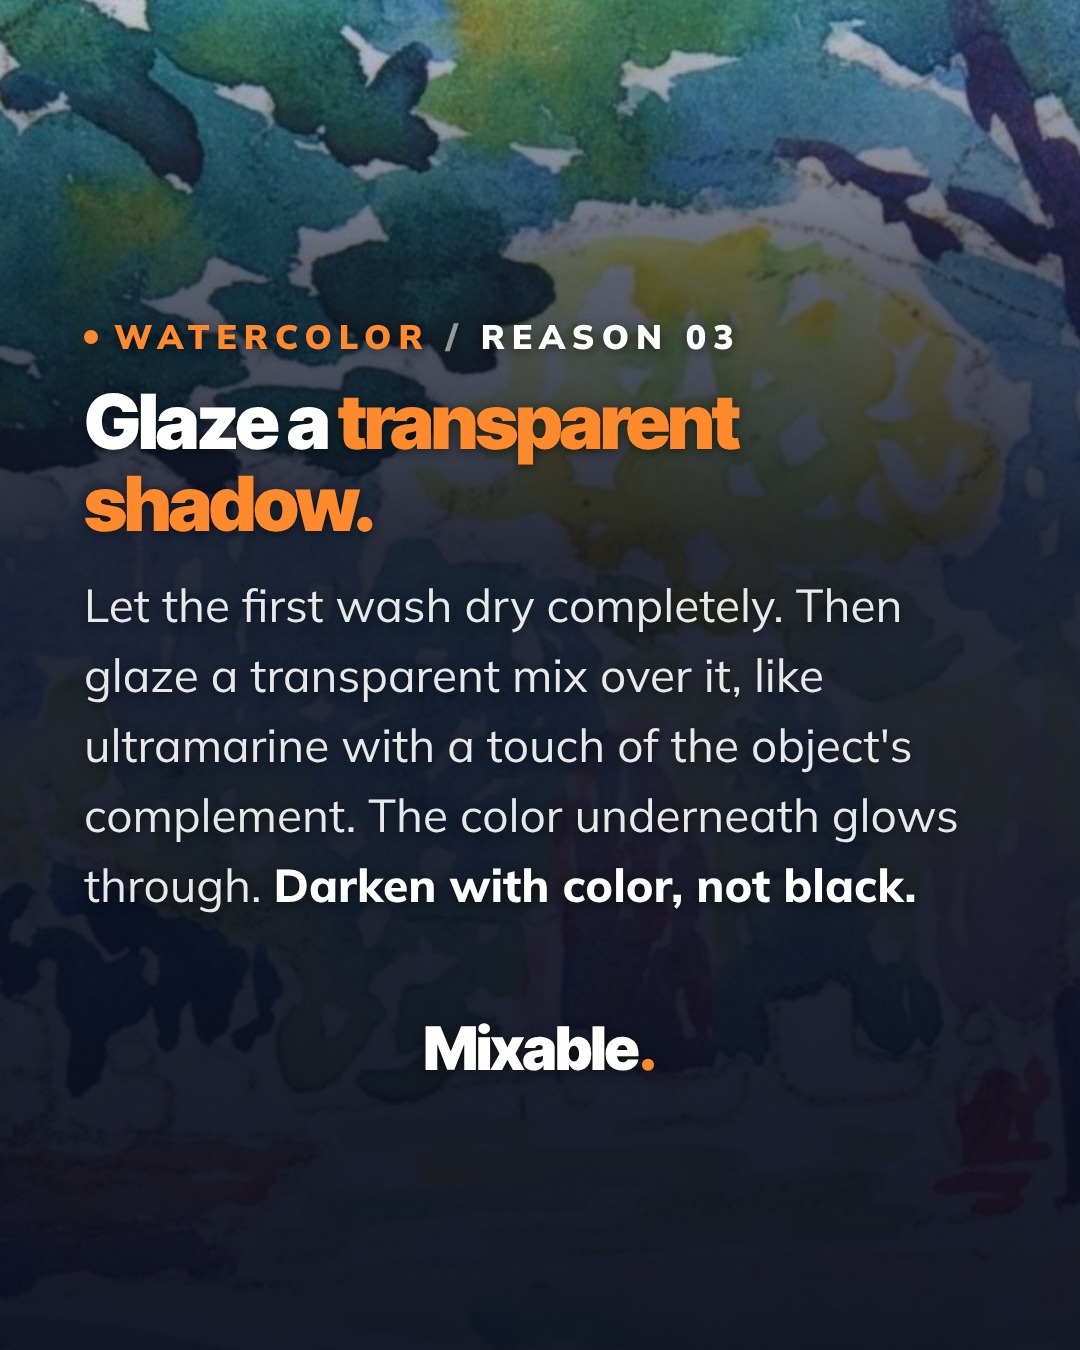 • WATERCOLOR / REASON 03
Glaze a transparent
shadow.
Let the first wash dry completely. Then
glaze a transparent mix over it, like
ultramarine with a touch of the object's
complement. The color underneath glows
through. Darken with color, not black.
Mixable.